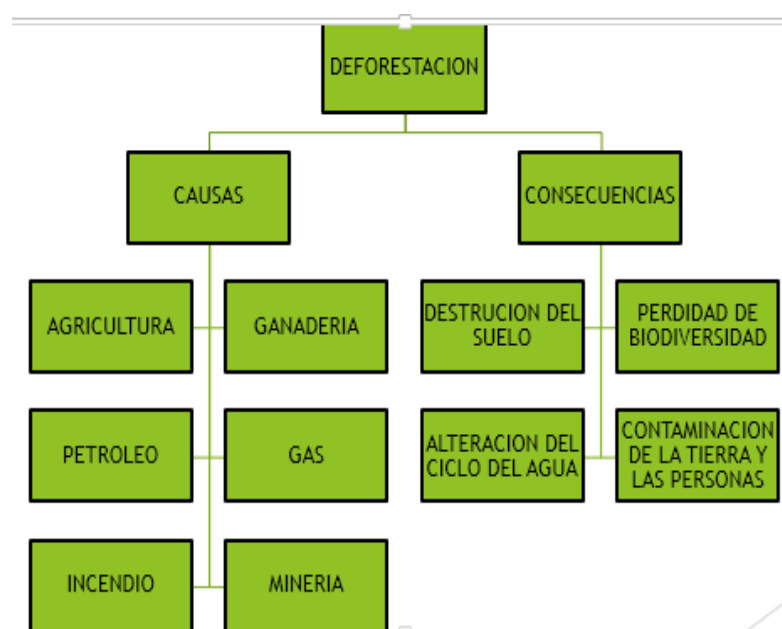 DEFORESTACION
CAUSAS
CONSECUENCIAS
AGRICULTURA
GANADERIA
DESTRUCION DEL
SUELO
PERDIDAD DE
BIODIVERSIDAD
PETROLEO
GAS
ALTERACION DEL
CICLO DEL AGUA
CONTAMINACION
DE LA TIERRA Y
LAS PERSONAS
INCENDIO
MINERIA